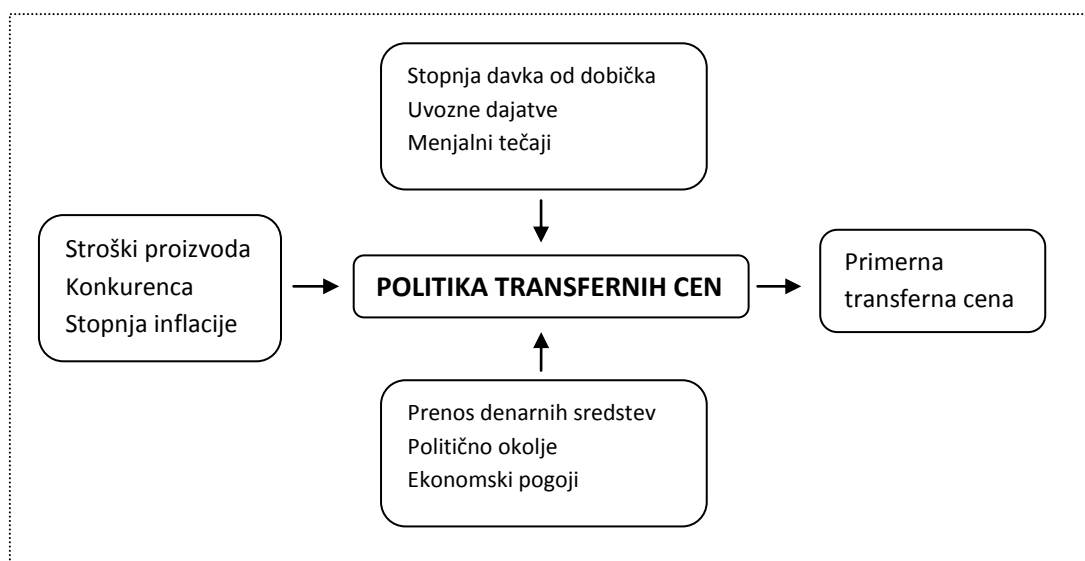 Stopnja davka od dobička
Uvozne dajatve
Menjalni tečaji
Stroški proizvoda
Konkurenca
Stopnja inflacije
POLITIKA TRANSFERNIH CEN
Primerna
transferna cena
Prenos denarnih sredstev
Politično okolje
Ekonomski pogoji